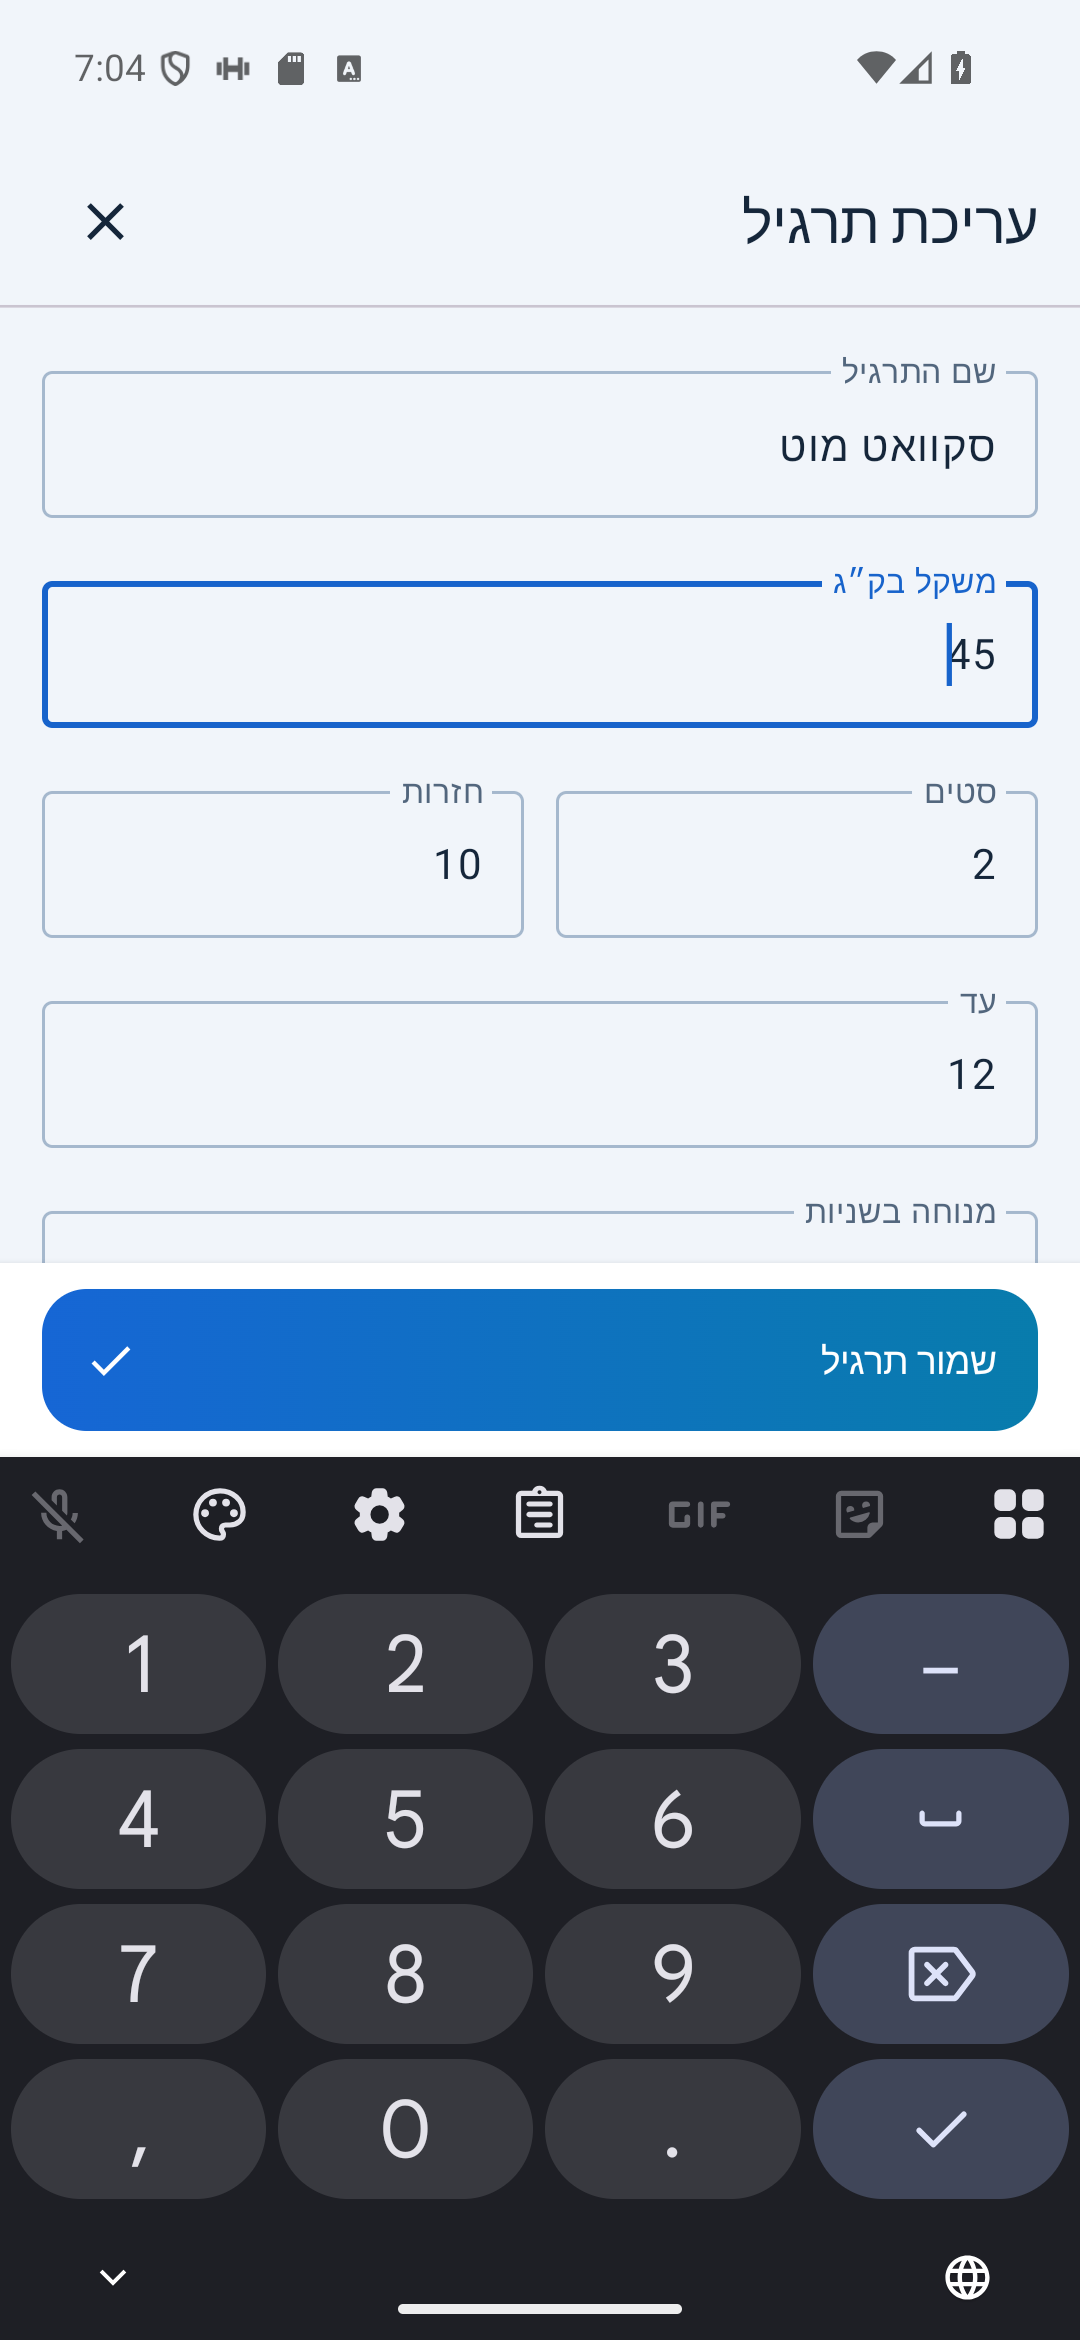 7:04
עריכת תרגיל
שם התרגיל
סקוואט מוט
משקל בק״ג
45
סטים
חזרות
2
10
עד
12
מנוחה בשניות
שמור תרגיל
GIF
1 2 3 –
4 5 6
7 8 9
, 0 .